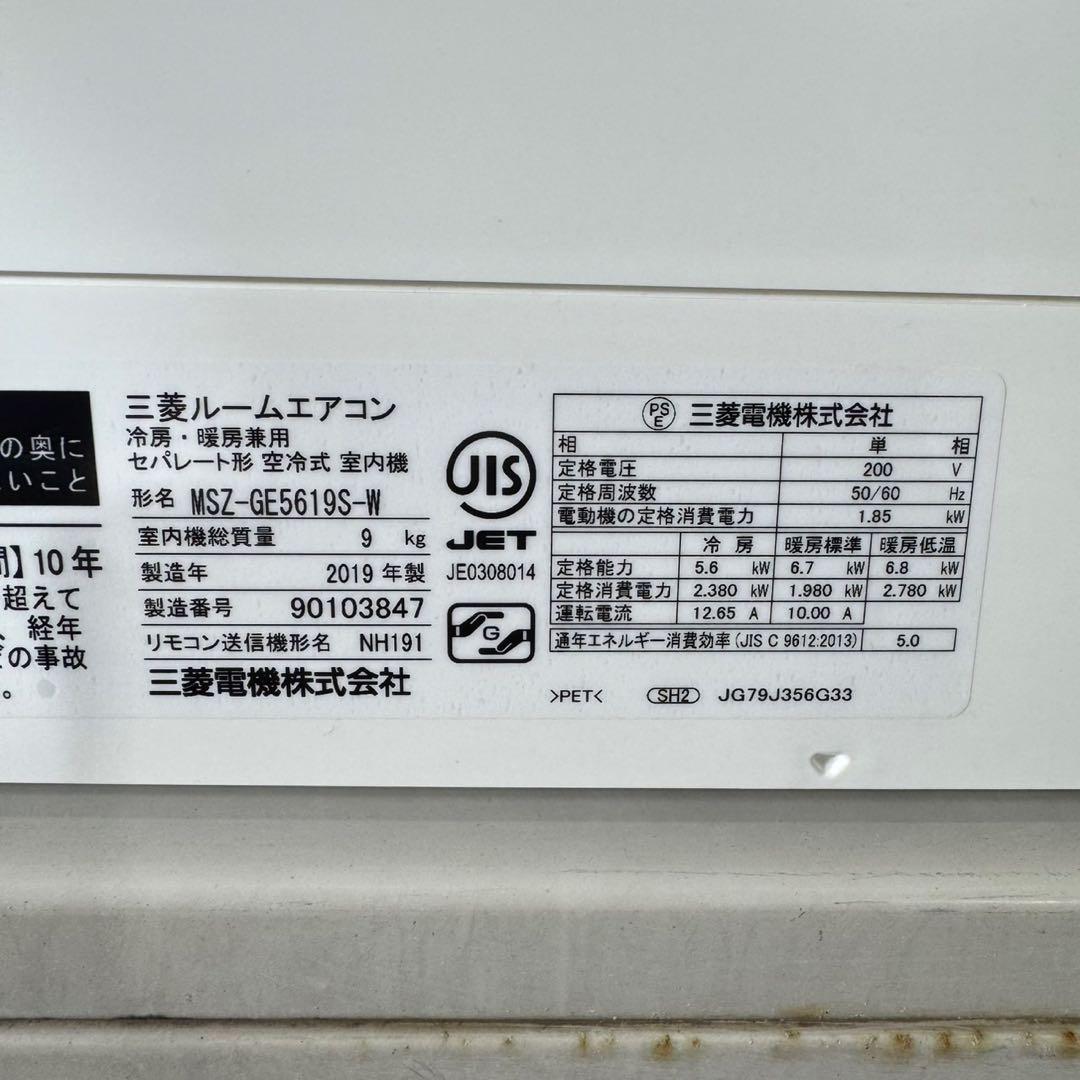 の奥に
いこと
】10年
超えて
、経年
の事故
。
三菱ルームエアコン
冷房・暖房兼用
セパレート形 空冷式 室内機
形名 MSZ-GE5619S-W
室内機総質量 9 kg
製造年 2019 年製
製造番号 90103847
リモコン送信機形名 NH191
三菱電機株式会社
JIS
JET
JE0308014
G
PS E 三菱電機株式会社
相 単 相
定格電圧 200 V
定格周波数 50/60 Hz
電動機の定格消費電力 1.85 kW
冷 房 暖房標準 暖房低温
定格能力 5.6 kW 6.7 kW 6.8 kW
定格消費電力 2.380 kW 1.980 kW 2.780 kW
運転電流 12.65 A 10.00 A
通年エネルギー消費効率(JIS C 9612:2013) 5.0
>PET< SH2 JG79J356G33